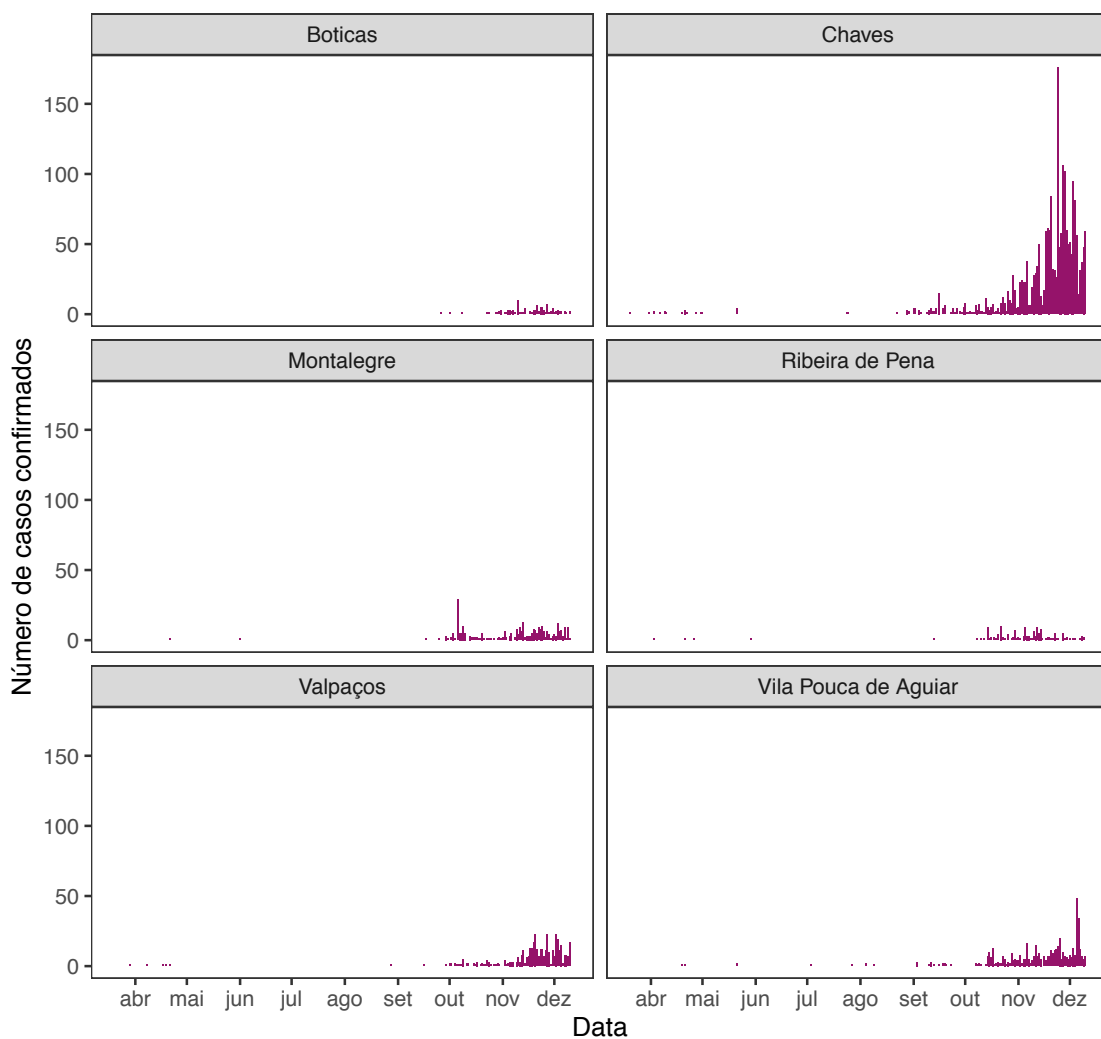 Boticas
Chaves
150
100
50
0
Montalegre
Ribeira de Pena
150
100
50
0
Valpaços
Vila Pouca de Aguiar
150
100
50
0
abr mai jun jul ago set out nov dez
abr mai jun jul ago set out nov dez
Data
Número de casos confirmados